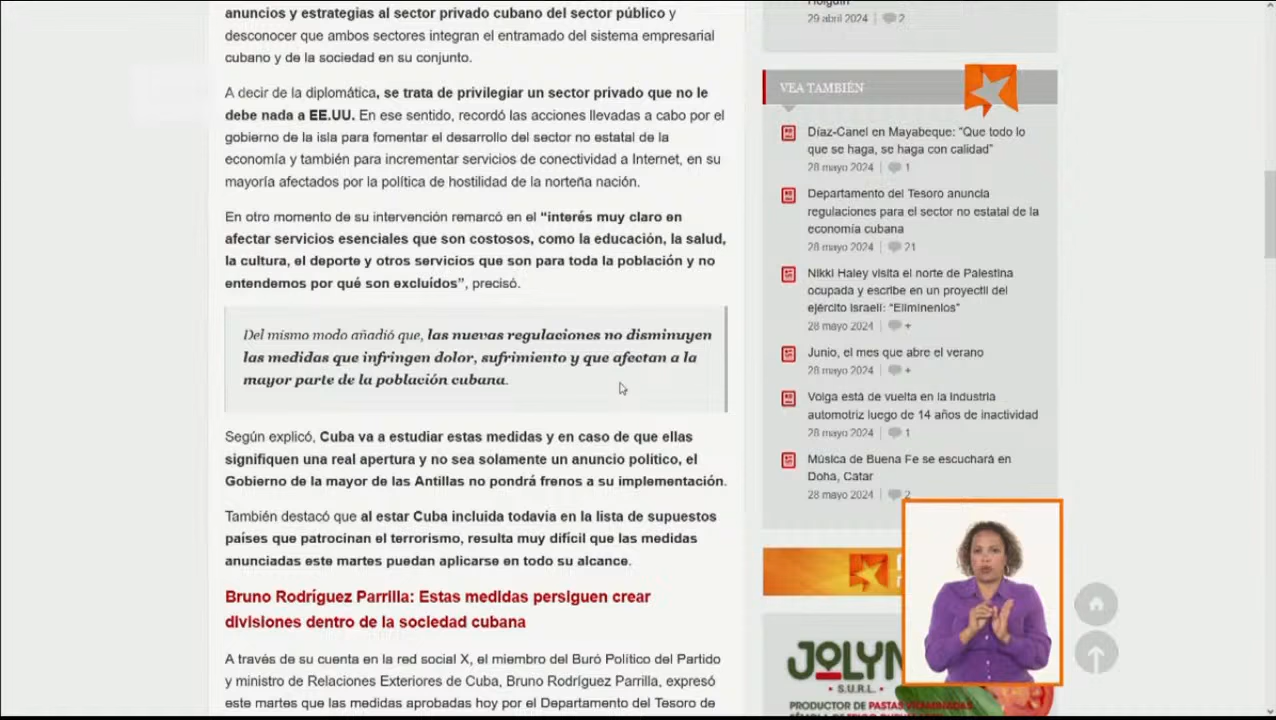 anuncios y estrategias al sector privado cubano del sector público y
desconocer que ambos sectores integran el entramado del sistema empresarial
cubano y de la sociedad en su conjunto.
A decir de la diplomática, se trata de privilegiar un sector privado que no le
debe nada a EE.UU. En ese sentido, recordó las acciones llevadas a cabo por el
gobierno de la isla para fomentar el desarrollo del sector no estatal de la
economía y también para incrementar servicios de conectividad a Internet, en su
mayoría afectados por la política de hostilidad de la norteña nación.
En otro momento de su intervención remarcó en el “interés muy claro en
afectar servicios esenciales que son costosos, como la educación, la salud,
la cultura, el deporte y otros servicios que son para toda la población y no
entendemos por qué son excluídos”, precisó.
Del mismo modo añadió que, las nuevas regulaciones no disminuyen
las medidas que infringen dolor, sufrimiento y que afectan a la
mayor parte de la población cubana.
Según explicó, Cuba va a estudiar estas medidas y en caso de que ellas
signifiquen una real apertura y no sea solamente un anuncio político, el
Gobierno de la mayor de las Antillas no pondrá frenos a su implementación.
También destacó que al estar Cuba incluida todavía en la lista de supuestos
países que patrocinan el terrorismo, resulta muy difícil que las medidas
anunciadas este martes puedan aplicarse en todo su alcance.
Bruno Rodríguez Parrilla: Estas medidas persiguen crear
divisiones dentro de la sociedad cubana
A través de su cuenta en la red social X, el miembro del Buró Político del Partido
y ministro de Relaciones Exteriores de Cuba, Bruno Rodríguez Parrilla, expresó
este martes que las medidas aprobadas hoy por el Departamento del Tesoro de
Holguín
29 abril 2024 | 2
VEA TAMBIÉN
Díaz-Canel en Mayabeque: “Que todo lo
que se haga, se haga con calidad”
28 mayo 2024 | 1
Departamento del Tesoro anuncia
regulaciones para el sector no estatal de la
economía cubana
28 mayo 2024 | 21
Nikki Haley visita el norte de Palestina
ocupada y escribe en un proyectil del
ejército israelí: “Elimínenlos”
28 mayo 2024 | +
Junio, el mes que abre el verano
28 mayo 2024 | +
Volga está de vuelta en la industria
automotriz luego de 14 años de inactividad
28 mayo 2024 | 1
Música de Buena Fe se escuchará en
Doha, Catar
28 mayo 2024 | 2
JOLYN
• S.U.R.L. •
PRODUCTOR DE PASTAS